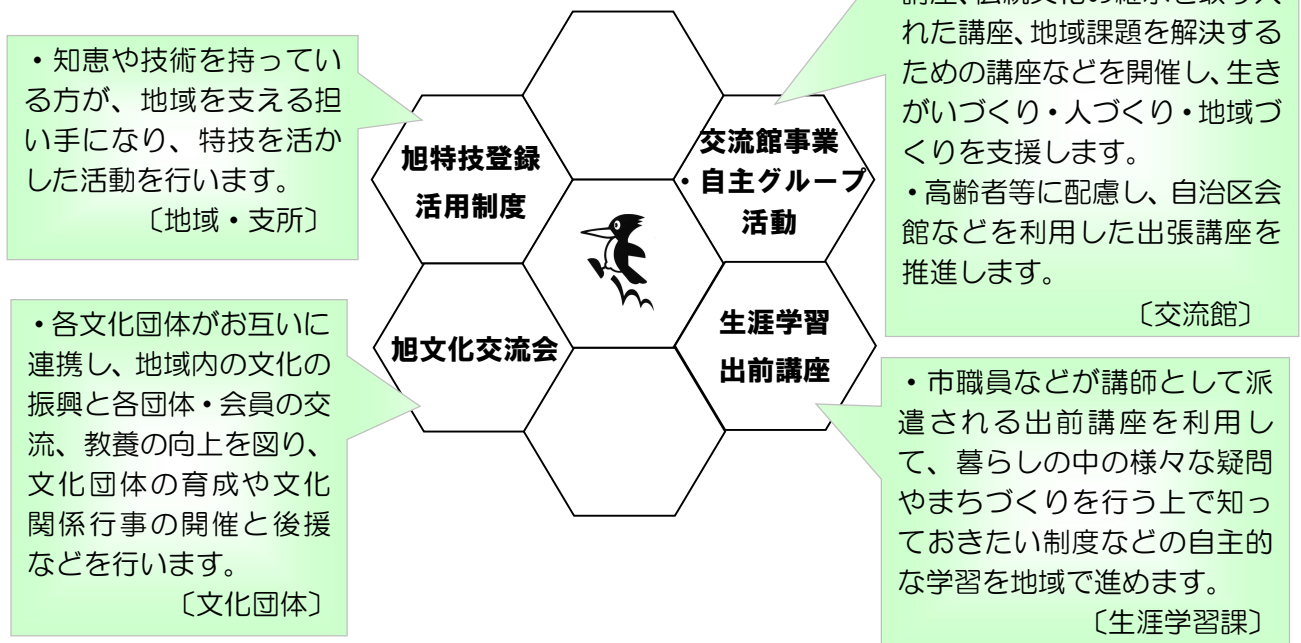 ・知恵や技術を持ってい
る方が、地域を支える担
い手になり、特技を活か
した活動を行います。
〔地域・支所〕
旭特技登録
活用制度
交流館事業
・自主グループ
活動
れた講座、地域課題を解決する
ための講座などを開催し、生き
がいづくり・人づくり・地域づ
くりを支援します。
・高齢者等に配慮し、自治区会
館などを利用した出張講座を
推進します。
〔交流館〕
・各文化団体がお互いに
連携し、地域内の文化の
振興と各団体・会員の交
流、教養の向上を図り、
文化団体の育成や文化
関係行事の開催と後援
などを行います。
〔文化団体〕
旭文化交流会
生涯学習
出前講座
・市職員などが講師として派
遣される出前講座を利用し
て、暮らしの中の様々な疑問
やまちづくりを行う上で知っ
ておきたい制度などの自主的
な学習を地域で進めます。
〔生涯学習課〕